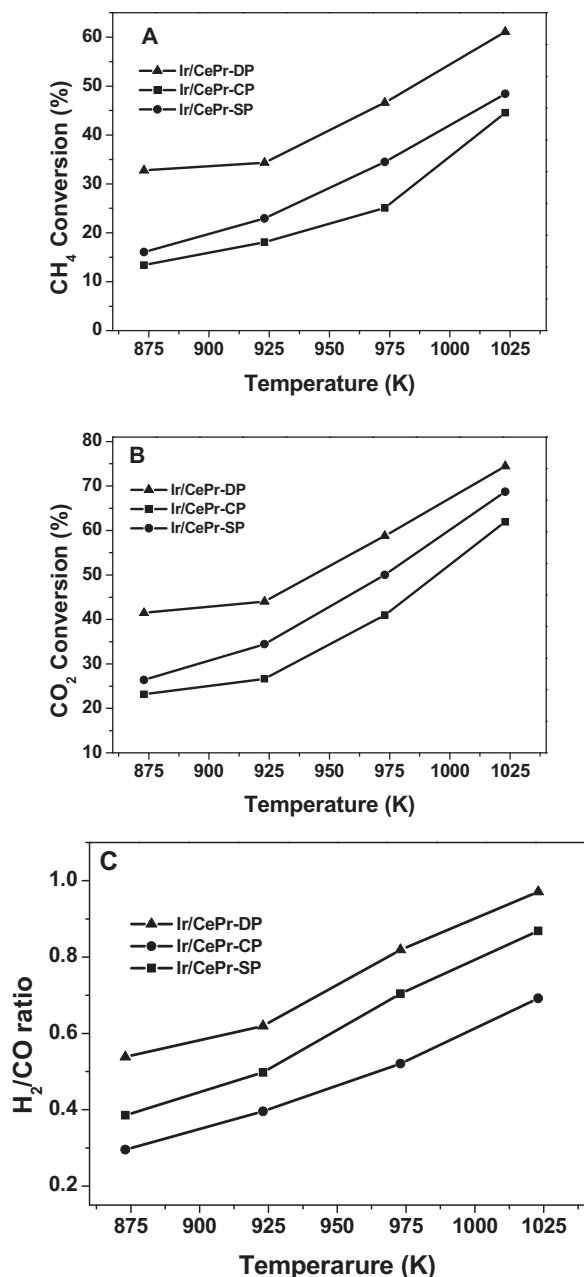 A
Ir/CePr-DP
Ir/CePr-CP
Ir/CePr-SP
CH4 Conversion (%)
60
50
40
30
20
10
0
875 900 925 950 975 1000 1025
Temperature (K)
B
Ir/CePr-DP
Ir/CePr-CP
Ir/CePr-SP
CO2 Conversion (%)
80
70
60
50
40
30
20
10
875 900 925 950 975 1000 1025
Temperature (K)
C
Ir/CePr-DP
Ir/CePr-CP
Ir/CePr-SP
H2/CO ratio
1.0
0.8
0.6
0.4
0.2
875 900 925 950 975 1000 1025
Temperarure (K)